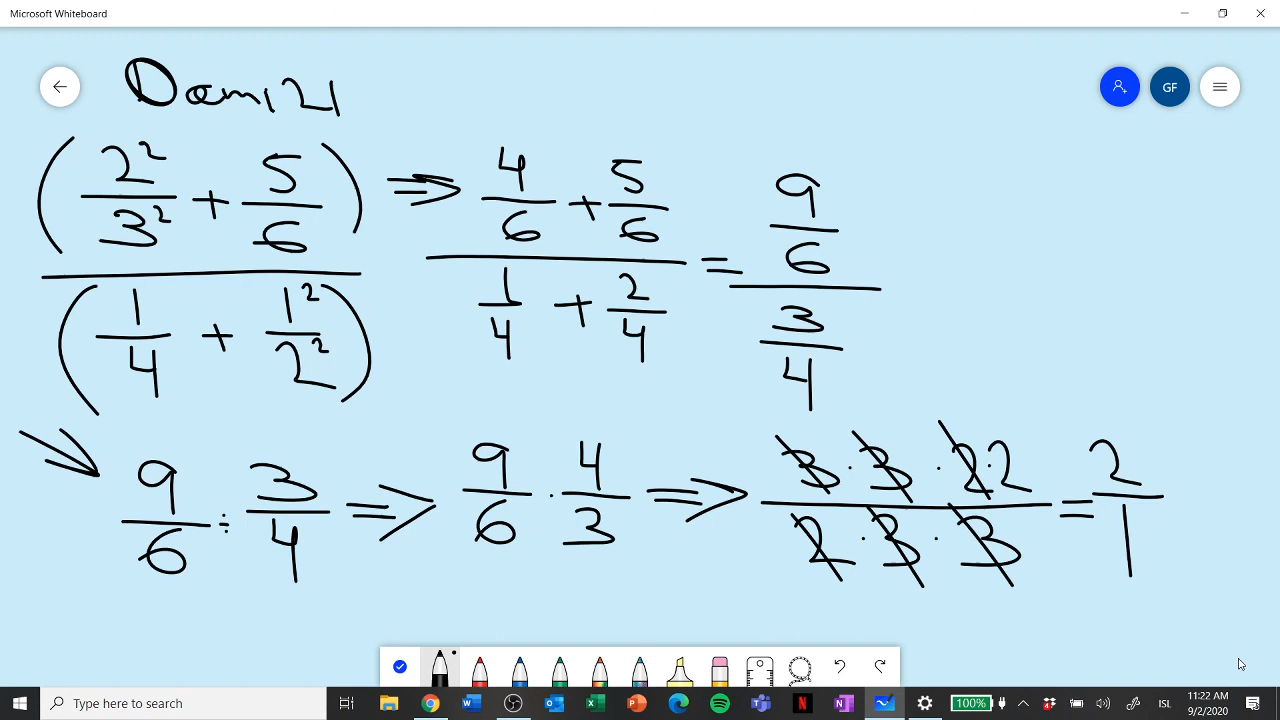 Microsoft Whiteboard
GF
Dæmi 21
(2²/3² + 5/6) / (1/4 + 1²/2²) ⇒ (4/6 + 5/6) / (1/4 + 2/4) = (9/6) / (3/4)
9/6 ÷ 3/4 ⇒ 9/6 · 4/3 ⇒ (3 · 3 · 2 · 2) / (2 · 3 · 3) = 2/1
Type here to search
100%
ISL
11:22 AM
9/2/2020